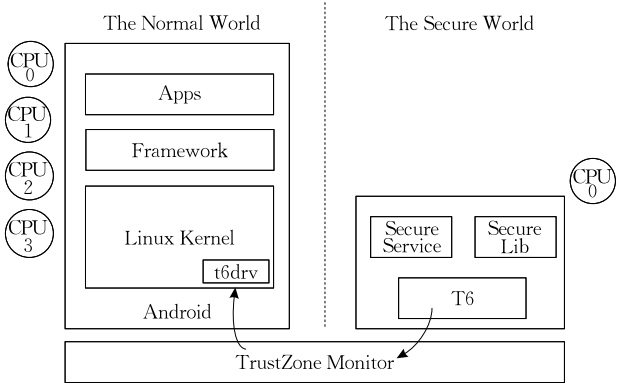 The Normal World
The Secure World
CPU
0
CPU
1
CPU
2
CPU
3
Apps
Framework
Linux Kernel
t6drv
Android
CPU
0
Secure
Service
Secure
Lib
T6
TrustZone Monitor